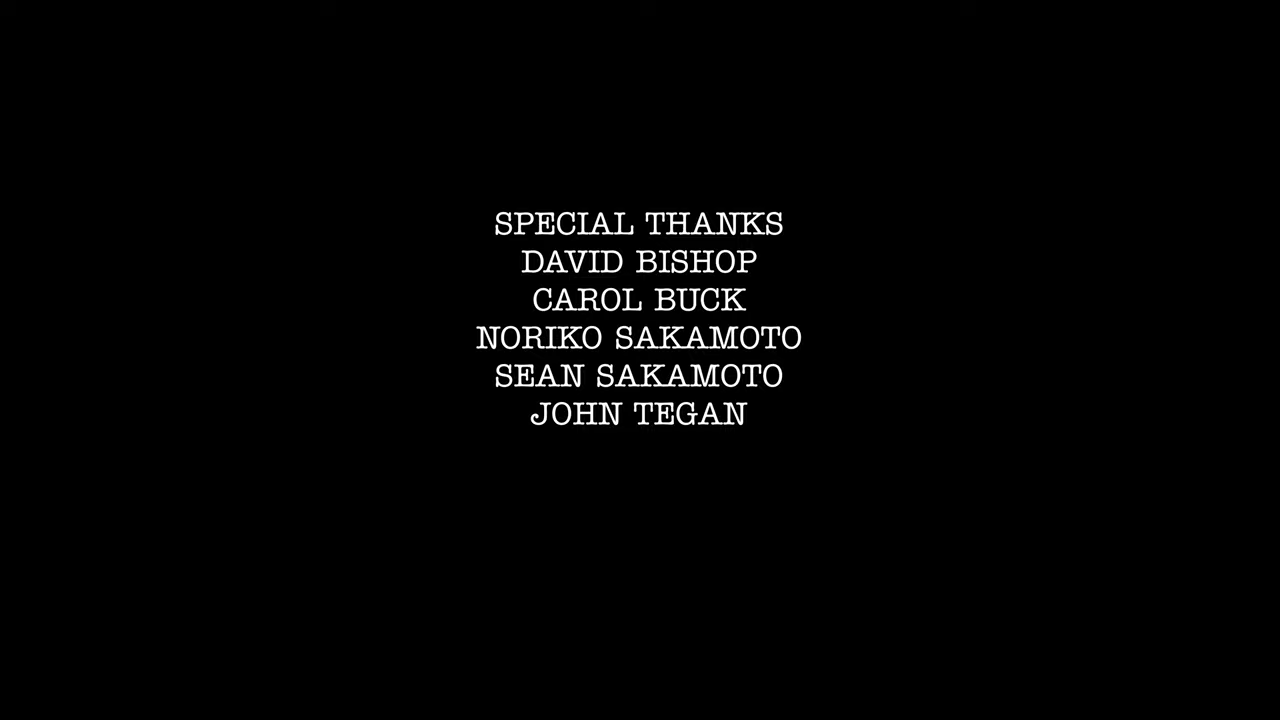 SPECIAL THANKS
DAVID BISHOP
CAROL BUCK
NORIKO SAKAMOTO
SEAN SAKAMOTO
JOHN TEGAN